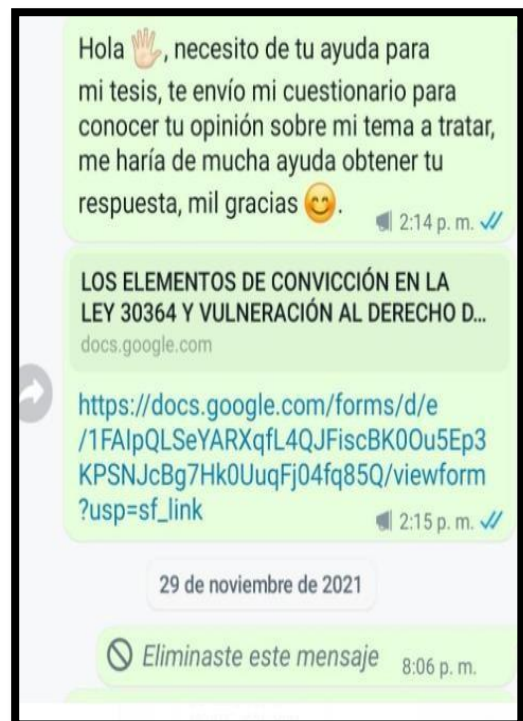 Hola 🖐🏻, necesito de tu ayuda para
mi tesis, te envío mi cuestionario para
conocer tu opinión sobre mi tema a tratar,
me haría de mucha ayuda obtener tu
respuesta, mil gracias 😊.
2:14 p. m.
LOS ELEMENTOS DE CONVICCIÓN EN LA
LEY 30364 Y VULNERACIÓN AL DERECHO D...
docs.google.com
https://docs.google.com/forms/d/e
/1FAIpQLSeYARXqfL4QJFiscBK0Ou5Ep3
KPSNJcBg7Hk0UuqFj04fq85Q/viewform
?usp=sf_link
2:15 p. m.
29 de noviembre de 2021
Eliminaste este mensaje 8:06 p. m.